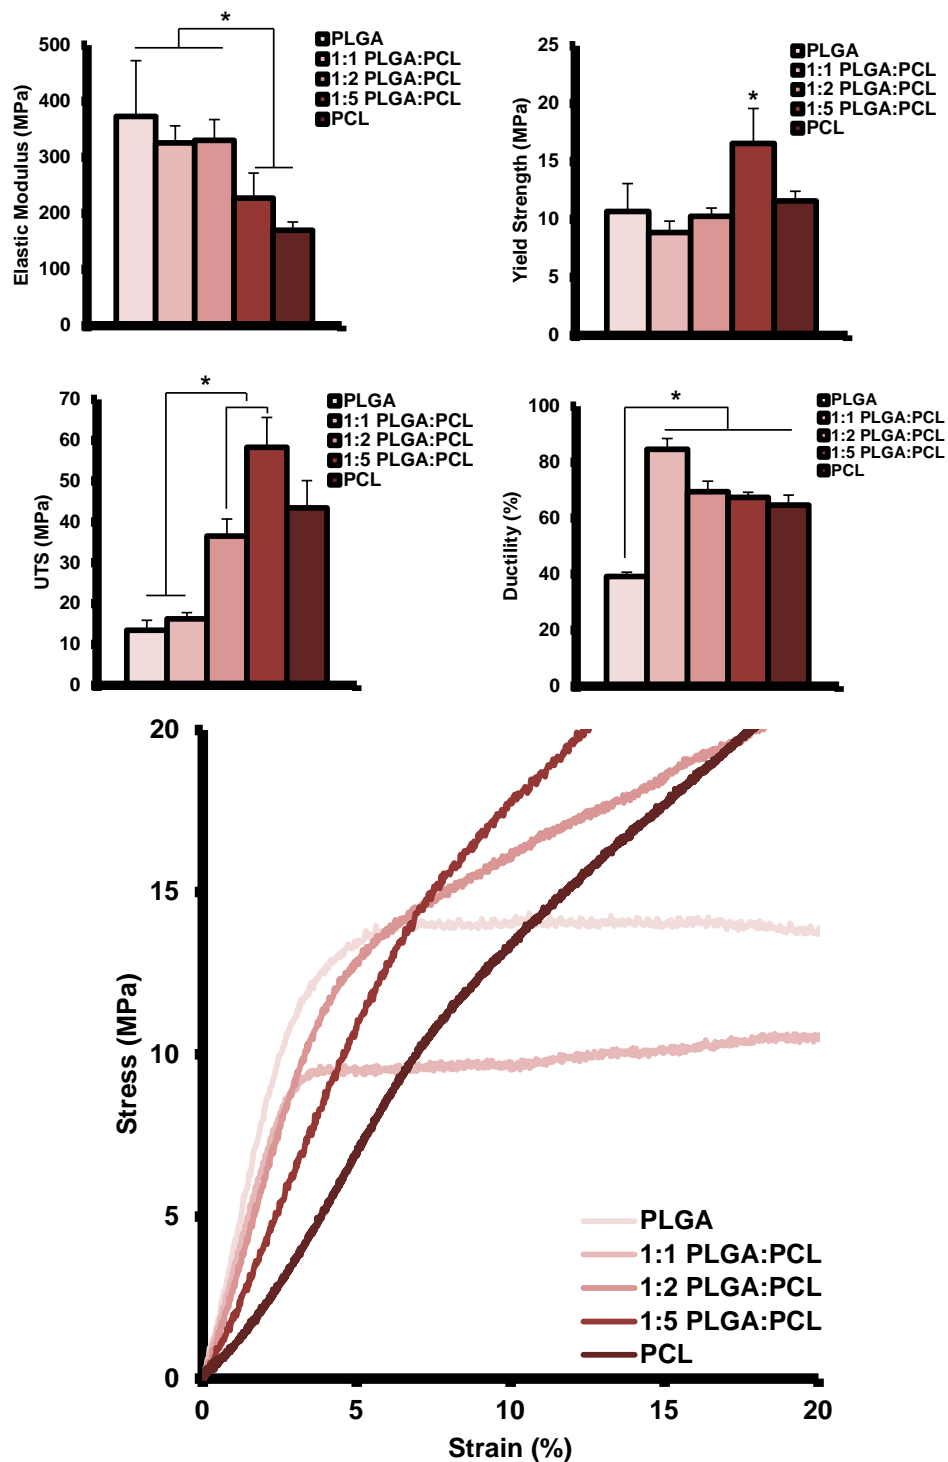 *
500
400
300
200
100
0
Elastic Modulus (MPa)
PLGA
1:1 PLGA:PCL
1:2 PLGA:PCL
1:5 PLGA:PCL
PCL
25
20
15
10
5
0
Yield Strength (MPa)
*
PLGA
1:1 PLGA:PCL
1:2 PLGA:PCL
1:5 PLGA:PCL
PCL
70
60
50
40
30
20
10
0
UTS (MPa)
*
PLGA
1:1 PLGA:PCL
1:2 PLGA:PCL
1:5 PLGA:PCL
PCL
100
80
60
40
20
0
Ductility (%)
*
PLGA
1:1 PLGA:PCL
1:2 PLGA:PCL
1:5 PLGA:PCL
PCL
20
15
10
5
0
Stress (MPa)
PLGA
1:1 PLGA:PCL
1:2 PLGA:PCL
1:5 PLGA:PCL
PCL
0 5 10 15 20
Strain (%)